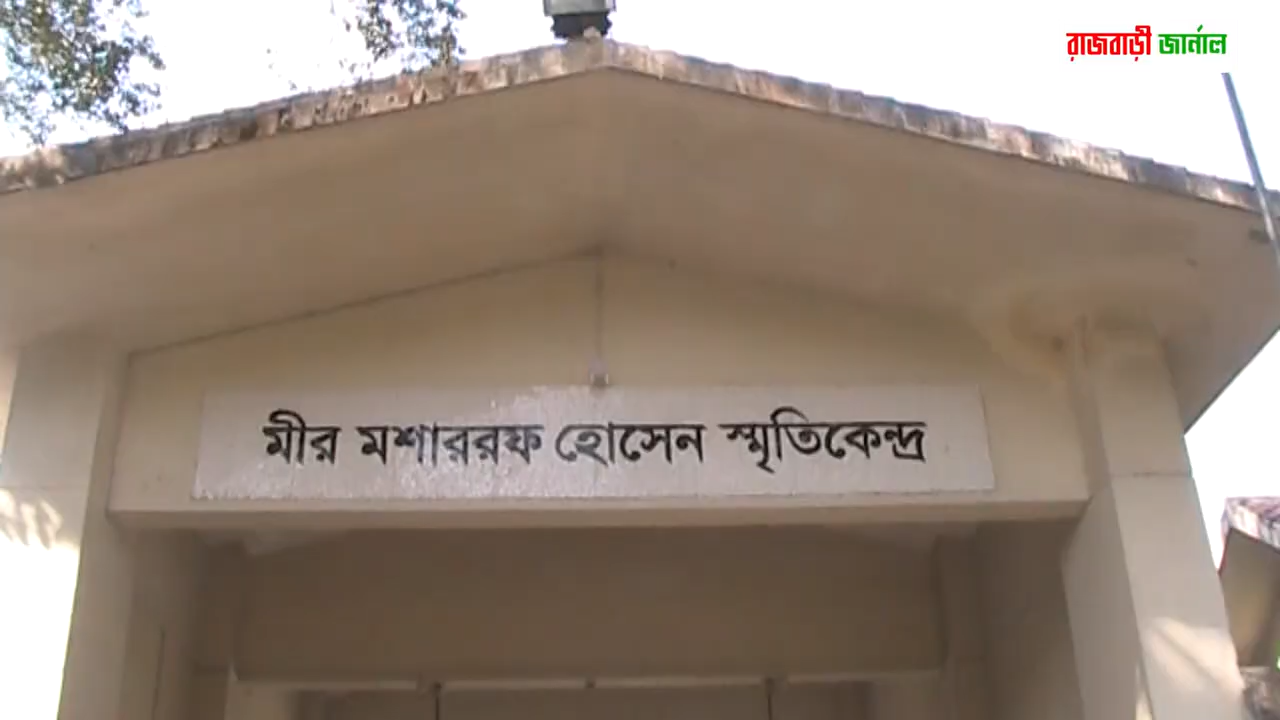 রাজবাড়ী জার্নাল
মীর মশাররফ হোসেন স্মৃতিকেন্দ্র